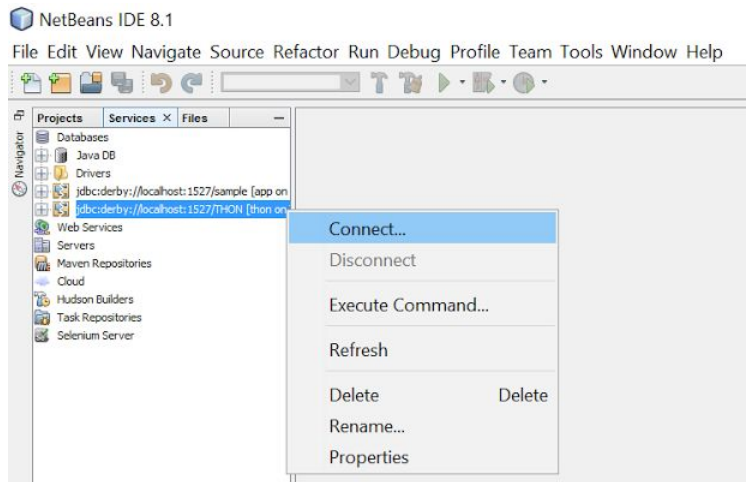 NetBeans IDE 8.1
File Edit View Navigate Source Refactor Run Debug Profile Team Tools Window Help
Projects Services × Files
Navigator
Databases
Java DB
Drivers
jdbc:derby://localhost:1527/sample [app on
jdbc:derby://localhost:1527/THON [thon on
Web Services
Servers
Maven Repositories
Cloud
Hudson Builders
Task Repositories
Selenium Server
Connect...
Disconnect
Execute Command...
Refresh
Delete Delete
Rename...
Properties